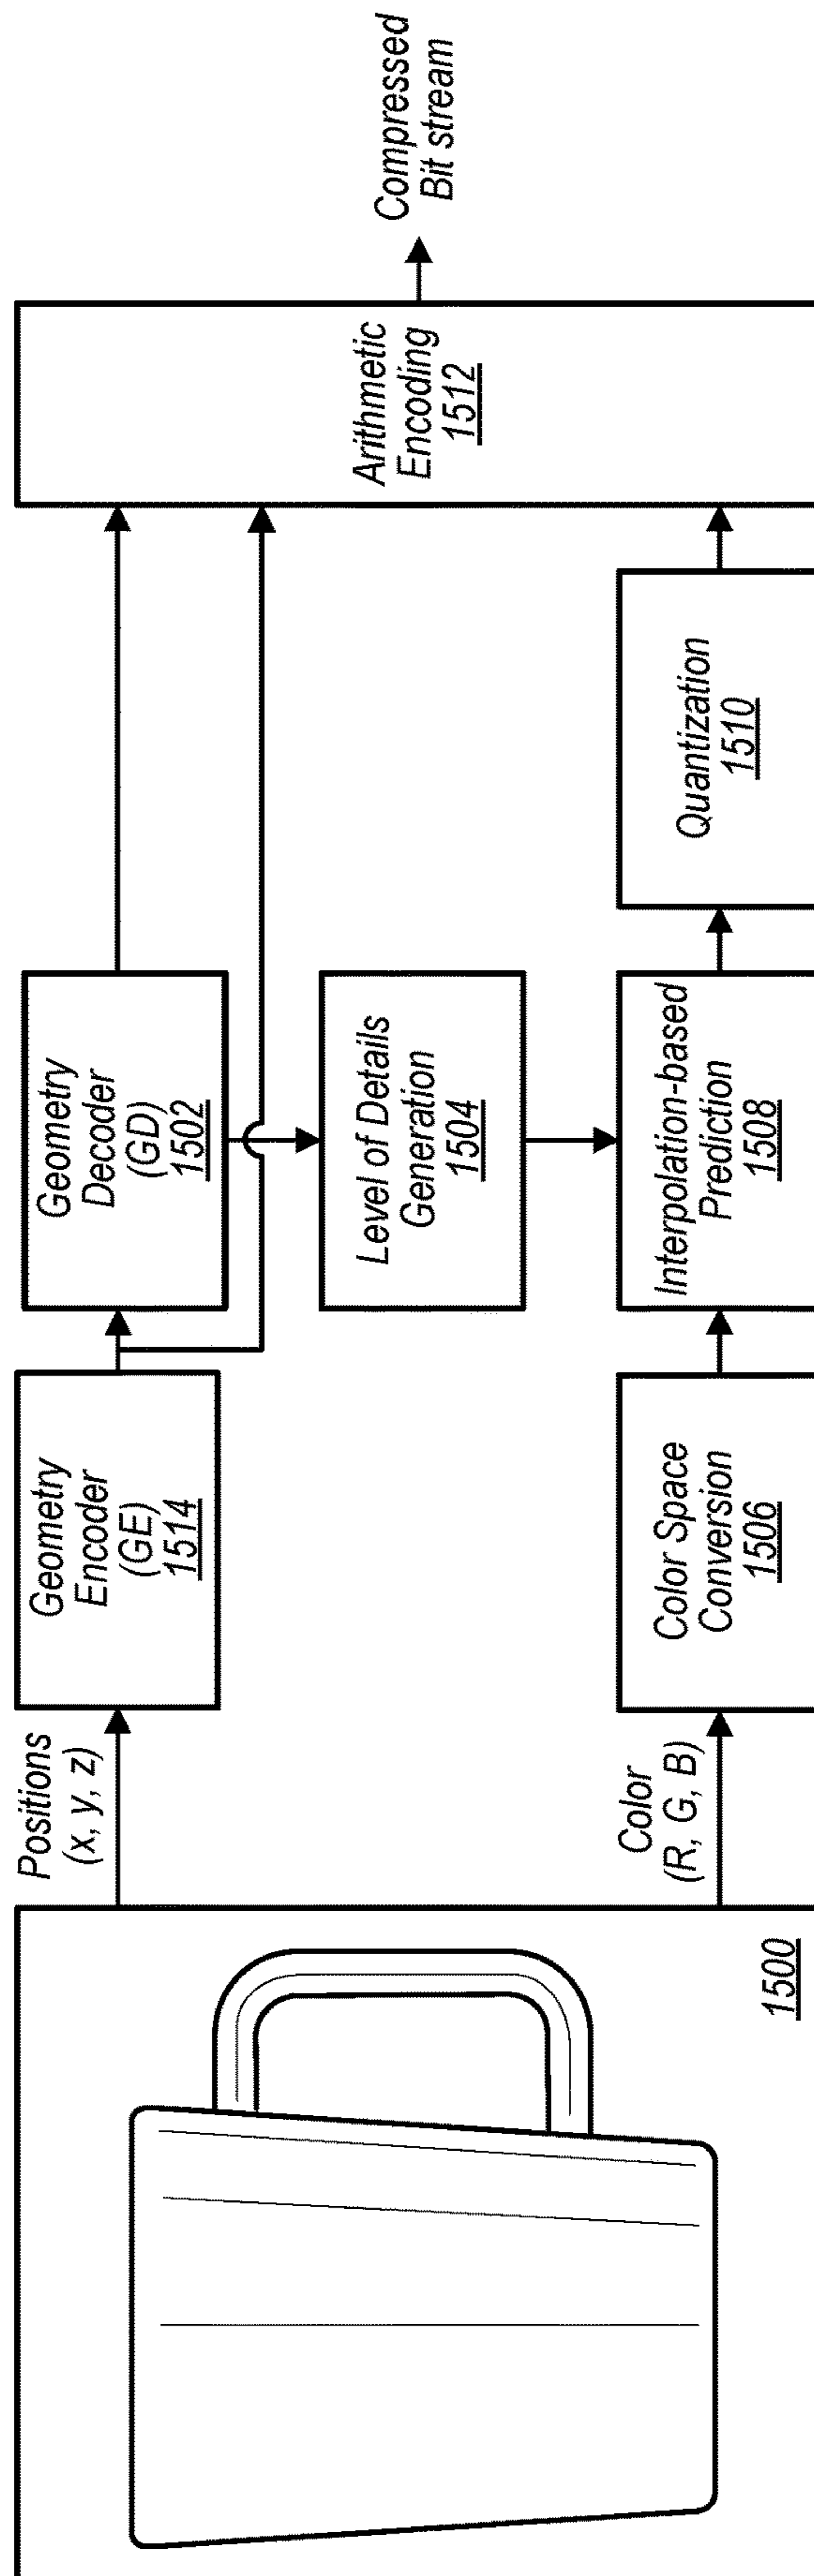 1500
Positions
(x, y, z)
Color
(R, G, B)
Geometry
Encoder
(GE)
1514
Color Space
Conversion
1506
Geometry
Decoder
(GD)
1502
Level of Details
Generation
1504
Interpolation-based
Prediction
1508
Quantization
1510
Arithmetic
Encoding
1512
Compressed
Bit stream